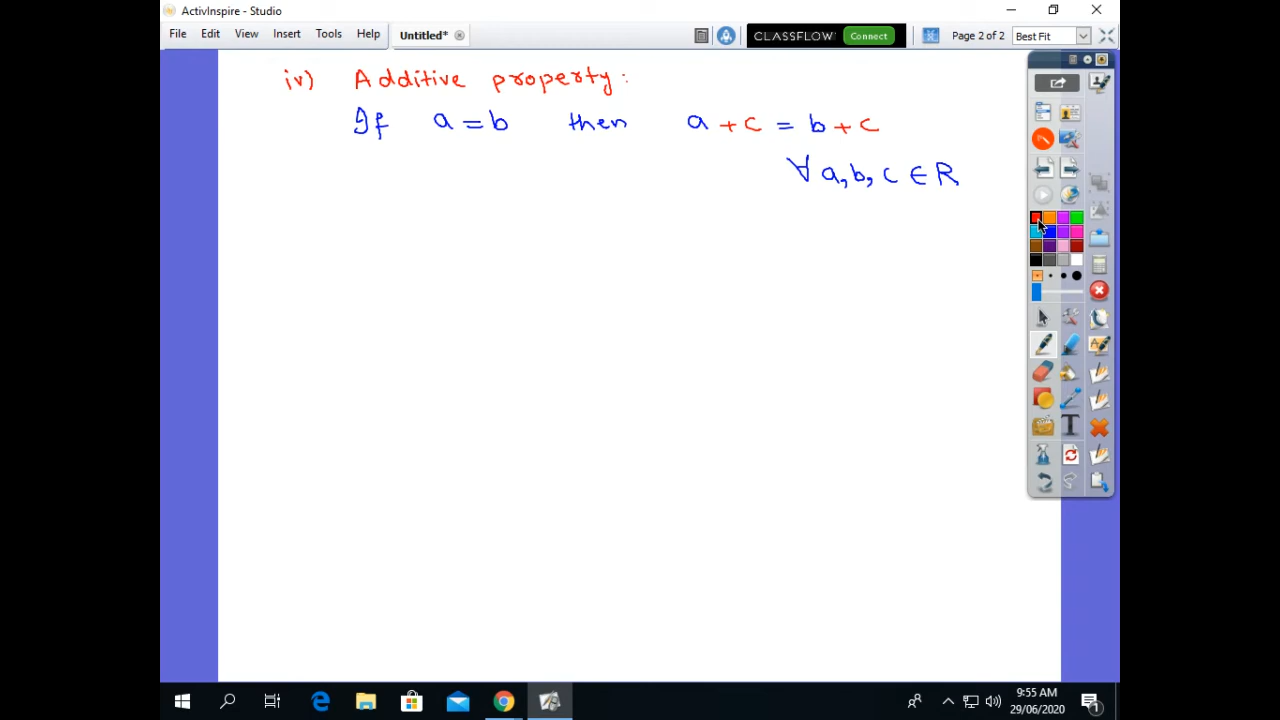 ActivInspire - Studio
File Edit View Insert Tools Help Untitled* CLASSFLOW Connect Page 2 of 2 Best Fit
iv) Additive property:
If a = b then a + c = b + c
∀ a, b, c ∈ R
9:55 AM
29/06/2020
1